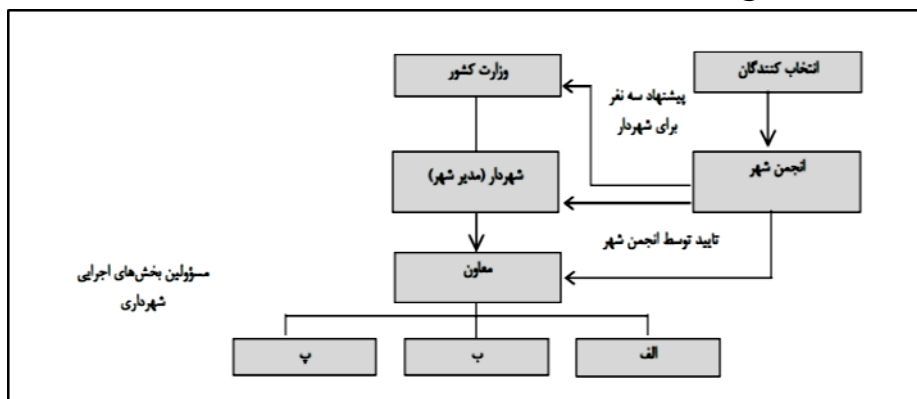 انتخاب کنندگان
وزارت کشور
پیشنهاد سه نفر
برای شهردار
انجمن شهر
شهردار (مدیر شهر)
تایید توسط انجمن شهر
معاون
مسؤولین بخش‌های اجرایی
شهرداری
الف
ب
پ